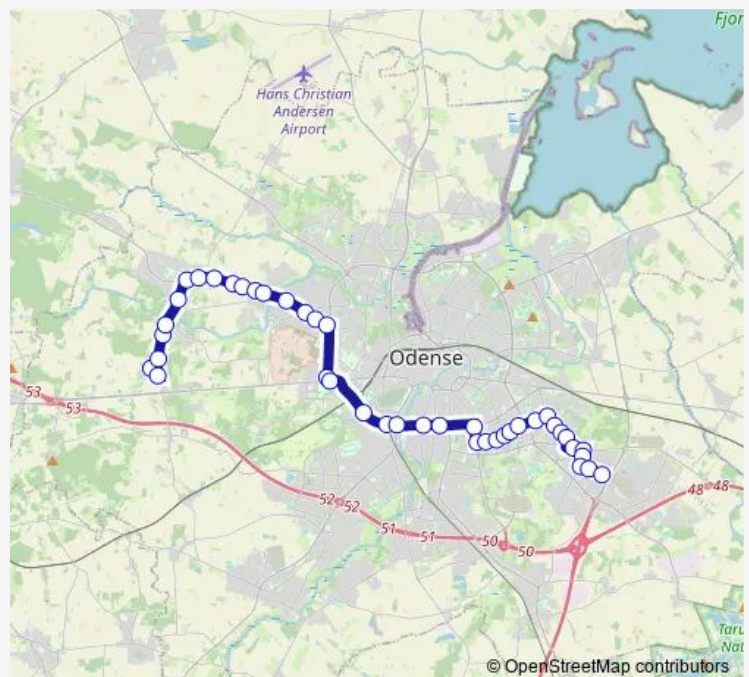 Fjor
Hans Christian
Andersen
Airport
Odense
53
53
52
52
51
51
50
50
48
48
Taru
Nat
© OpenStreetMap contributors